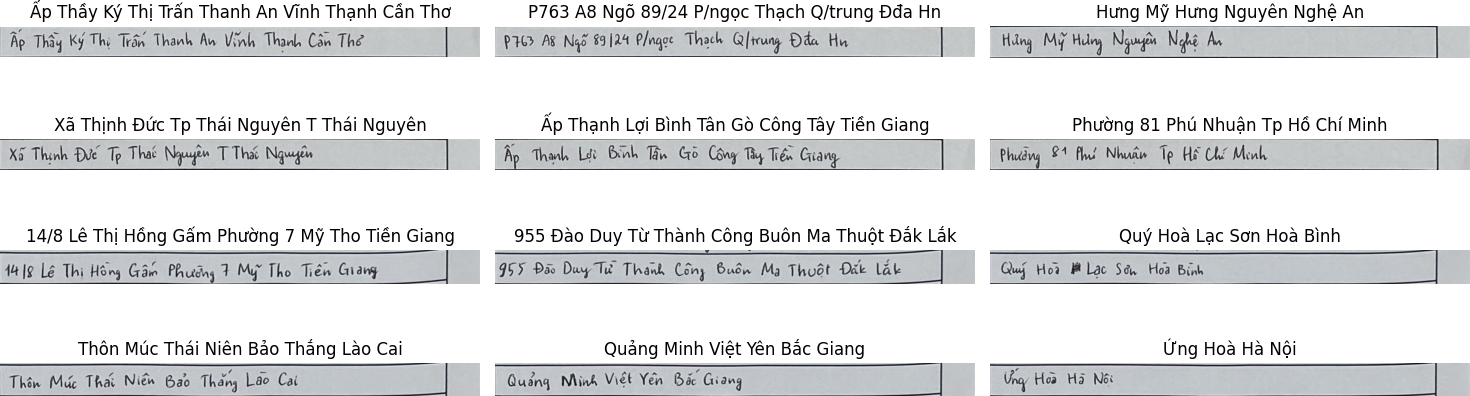 Ấp Thầy Ký Thị Trấn Thanh An Vĩnh Thạnh Cần Thơ
Ấp Thầy Ký Thị Trấn Thanh An Vĩnh Thạnh Cần Thơ
P763 A8 Ngõ 89/24 P/ngọc Thạch Q/trung Đđa Hn
P763 A8 Ngõ 89/24 P/ngọc Thạch Q/trung Đđa Hn
Hưng Mỹ Hưng Nguyên Nghệ An
Hưng Mỹ Hưng Nguyên Nghệ An
Xã Thịnh Đức Tp Thái Nguyên T Thái Nguyên
Xã Thịnh Đức Tp Thái Nguyên T Thái Nguyên
Ấp Thạnh Lợi Bình Tân Gò Công Tây Tiền Giang
Ấp Thạnh Lợi Bình Tân Gò Công Tây Tiền Giang
Phường 81 Phú Nhuận Tp Hồ Chí Minh
Phường 81 Phú Nhuận Tp Hồ Chí Minh
14/8 Lê Thị Hồng Gấm Phường 7 Mỹ Tho Tiền Giang
14/8 Lê Thị Hồng Gấm Phường 7 Mỹ Tho Tiền Giang
955 Đào Duy Từ Thành Công Buôn Ma Thuột Đắk Lắk
955 Đào Duy Từ Thành Công Buôn Ma Thuột Đắk Lắk
Quý Hoà Lạc Sơn Hoà Bình
Quý Hoà Lạc Sơn Hoà Bình
Thôn Múc Thái Niên Bảo Thắng Lào Cai
Thôn Múc Thái Niên Bảo Thắng Lào Cai
Quảng Minh Việt Yên Bắc Giang
Quảng Minh Việt Yên Bắc Giang
Ứng Hoà Hà Nội
Ứng Hoà Hà Nội